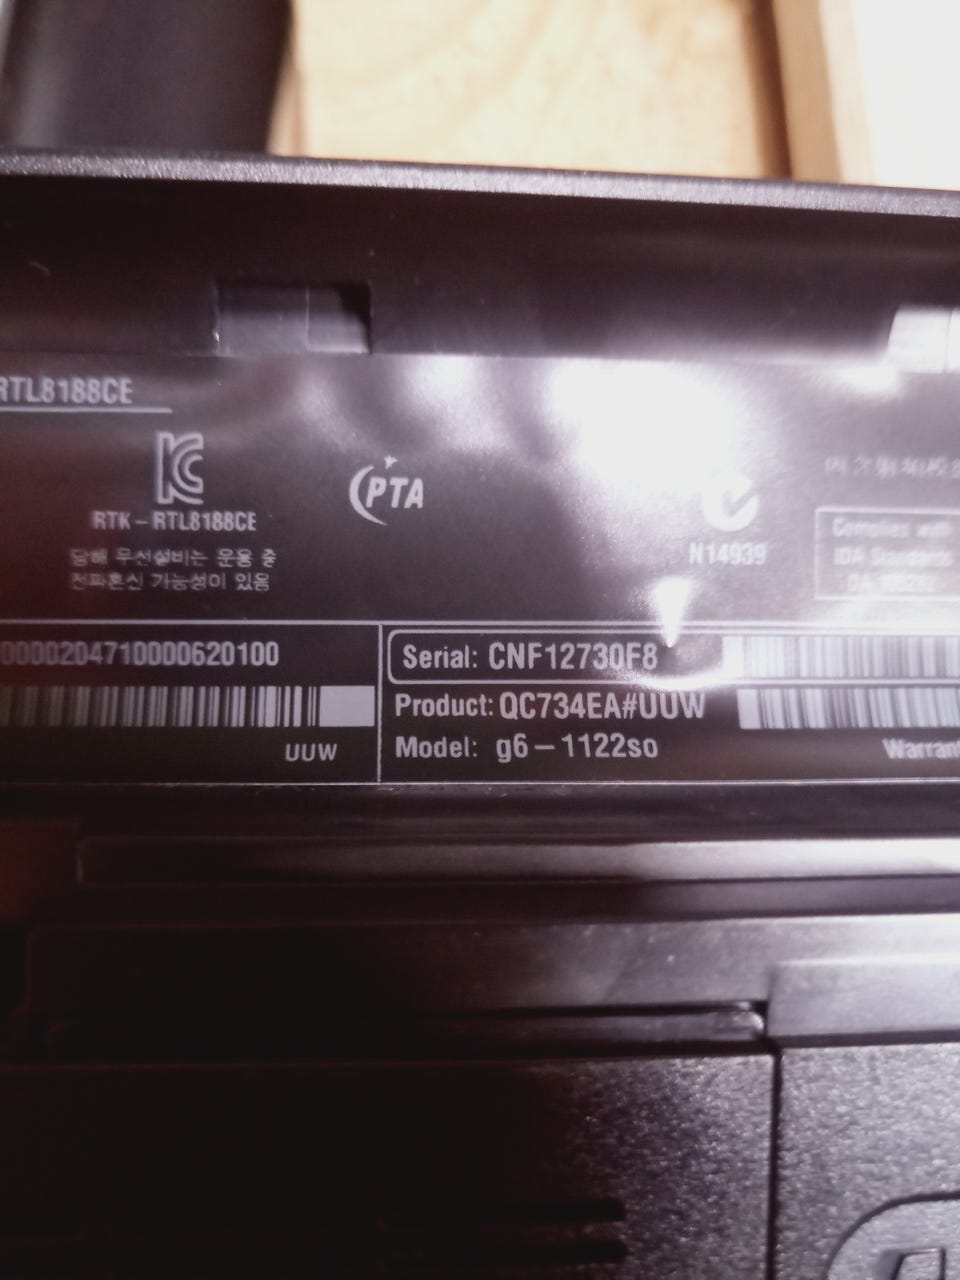 RTL8188CE
RTK-RTL8188CE
당해 무선설비는 운용 중
전파혼신 가능성이 있음
PTA
N14939
Complies with
IDA Standards
0000204710000620100
UUW
Serial: CNF12730F8
Product: QC734EA#UUW
Model: g6-1122so